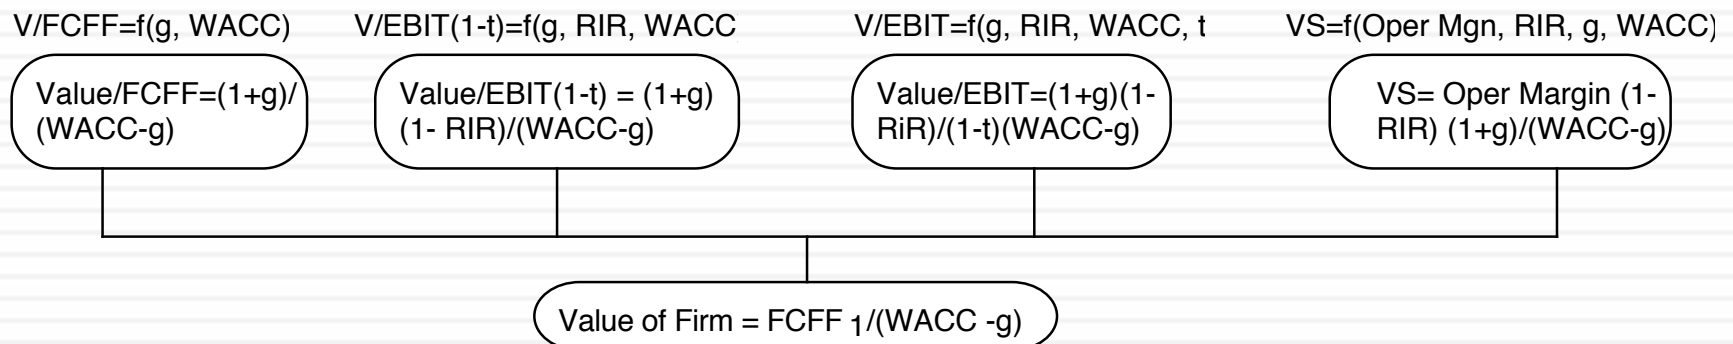 V/FCFF=f(g, WACC)
V/EBIT(1-t)=f(g, RIR, WACC
V/EBIT=f(g, RIR, WACC, t
VS=f(Oper Mgn, RIR, g, WACC)
Value/FCFF=(1+g)/
(WACC-g)
Value/EBIT(1-t) = (1+g)
(1- RIR)/(WACC-g)
Value/EBIT=(1+g)(1-
RiR)/(1-t)(WACC-g)
VS= Oper Margin (1-
RIR) (1+g)/(WACC-g)
Value of Firm = FCFF 1/(WACC -g)